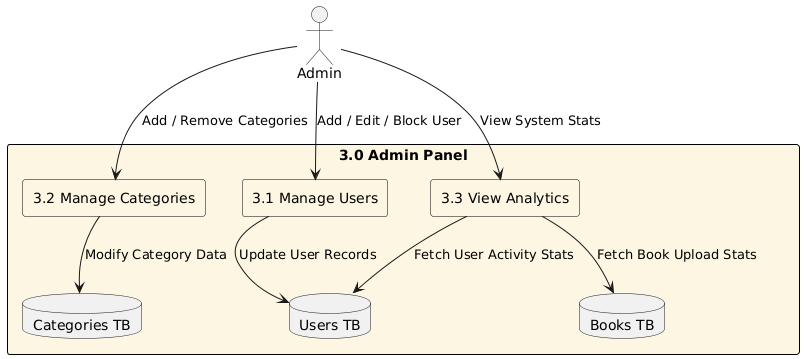 Admin
Add / Remove Categories
Add / Edit / Block User
View System Stats
3.0 Admin Panel
3.2 Manage Categories
3.1 Manage Users
3.3 View Analytics
Modify Category Data
Update User Records
Fetch User Activity Stats
Fetch Book Upload Stats
Categories TB
Users TB
Books TB